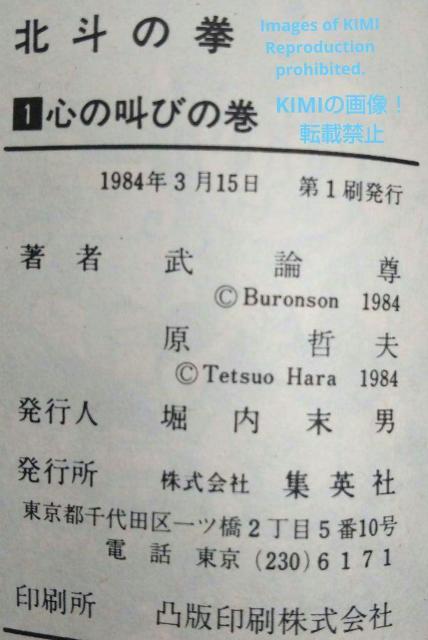 北斗の拳
Images of KIMI
Reproduction
prohibited.
1心の叫びの巻
KIMIの画像！
転載禁止
1984年3月15日 第1刷発行
著者 武論尊
©Buronson 1984
原哲夫
©Tetsuo Hara 1984
発行人 堀内末男
発行所 株式会社 集英社
東京都千代田区一ツ橋2丁目5番10号
電話 東京 (230) 6171
印刷所 凸版印刷株式会社